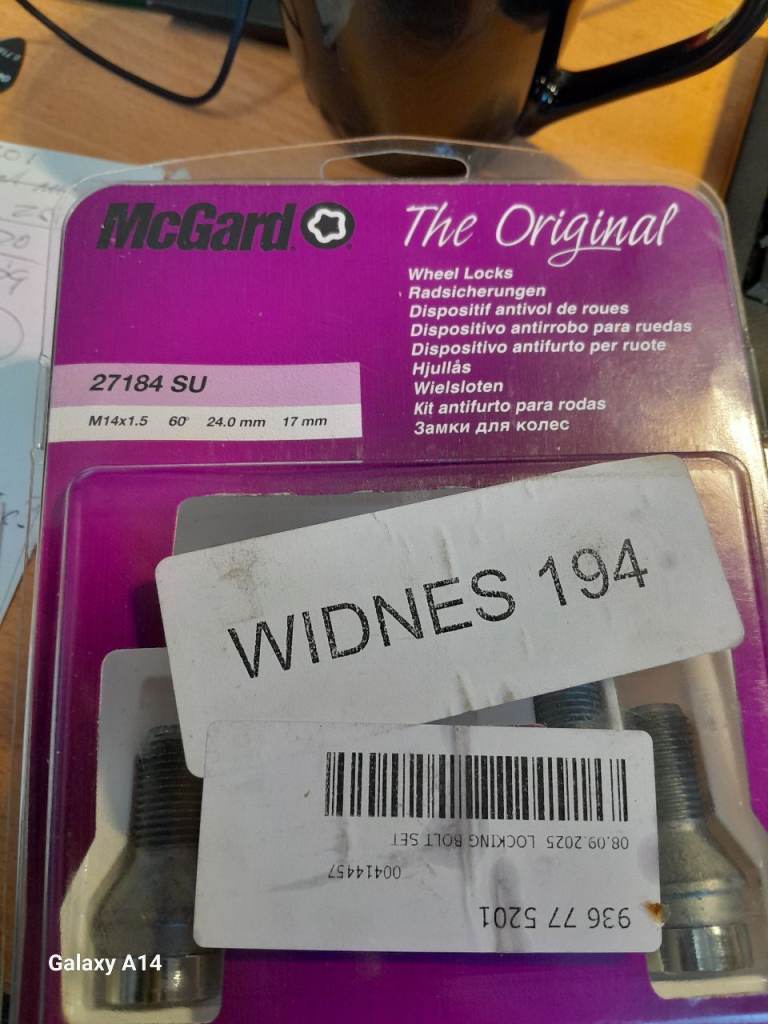 McGard
The Original
Wheel Locks
Radsicherungen
Dispositif antivol de roues
Dispositivo antirrobo para ruedas
Dispositivo antifurto per ruote
Hjullås
Wielsloten
Kit antifurto para rodas
Замки для колес
27184 SU
M14x1.5 60° 24.0 mm 17 mm
WIDNES 194
936 77 5201
00414457
08.09.2025 LOCKING BOLT SET
Galaxy A14